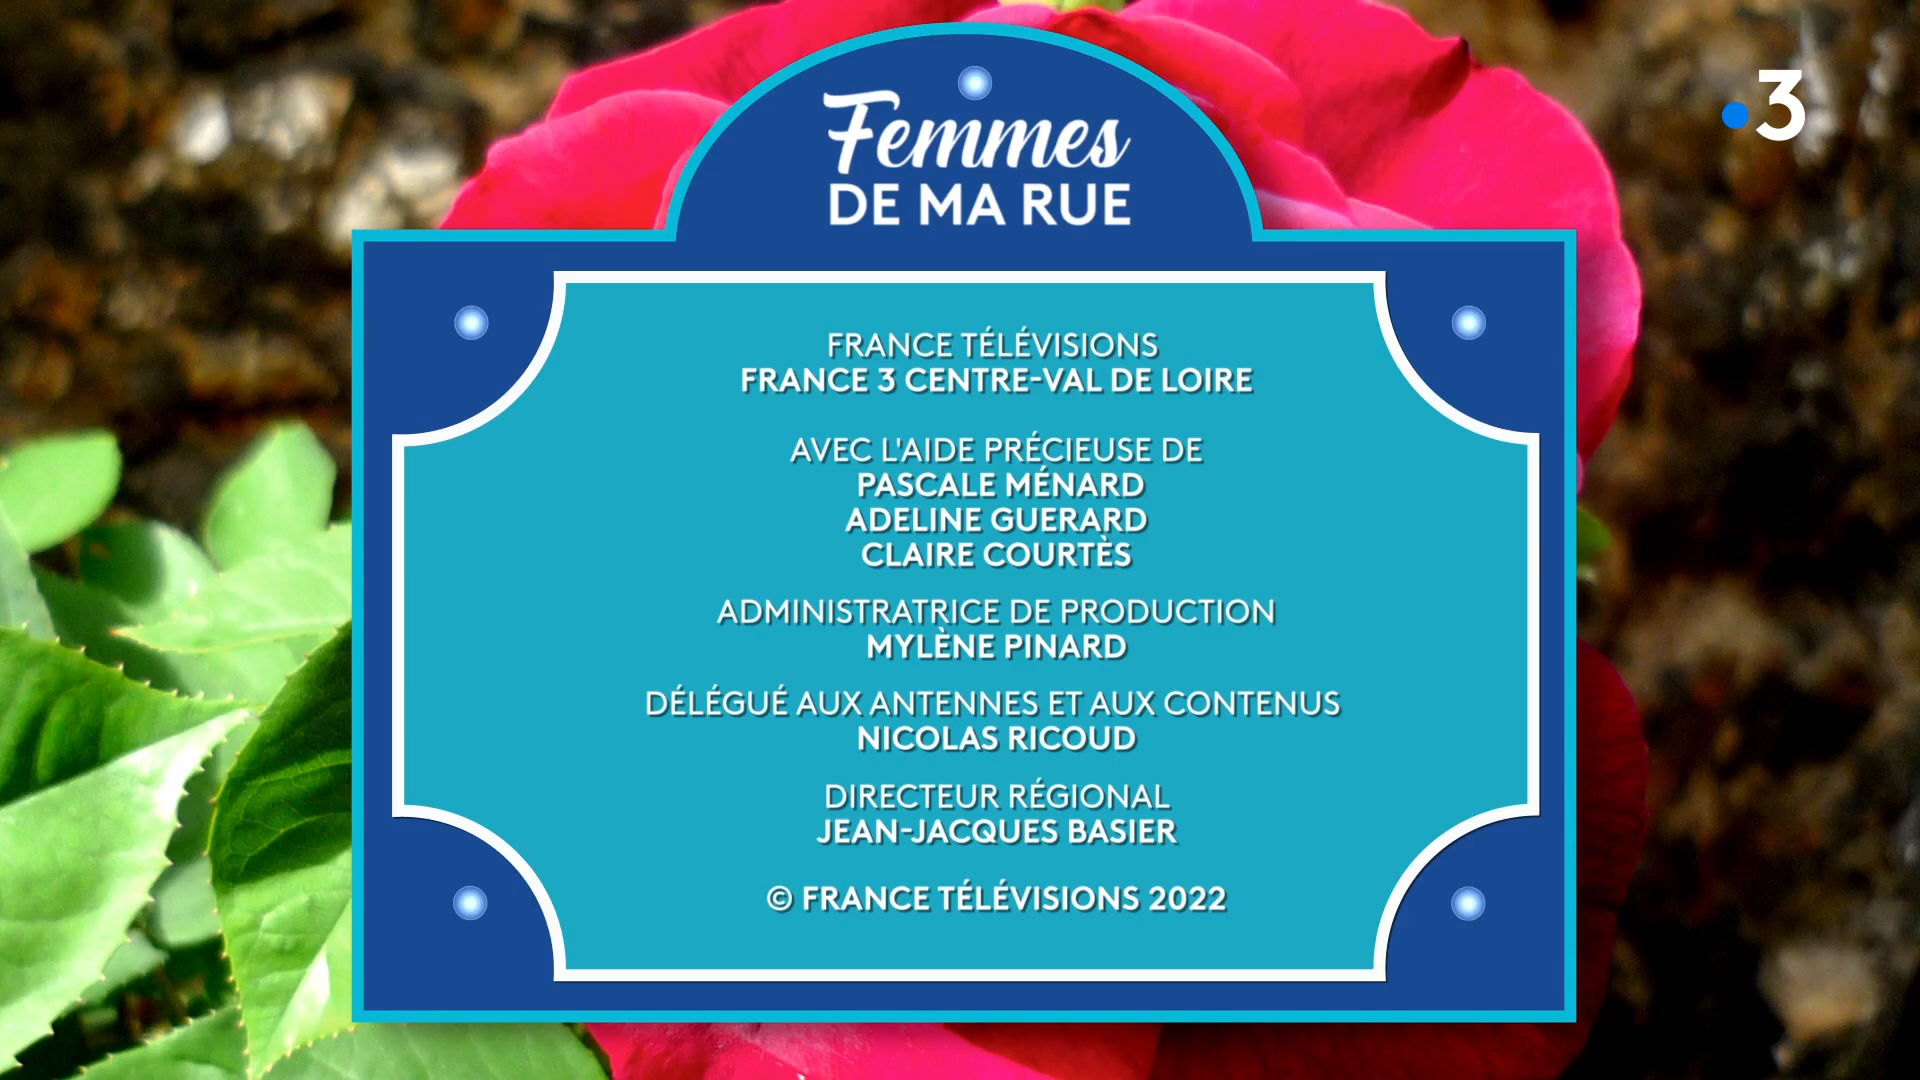 Femmes
DE MA RUE
3
FRANCE TÉLÉVISIONS
FRANCE 3 CENTRE-VAL DE LOIRE
AVEC L'AIDE PRÉCIEUSE DE
PASCALE MÉNARD
ADELINE GUERARD
CLAIRE COURTÈS
ADMINISTRATRICE DE PRODUCTION
MYLÈNE PINARD
DÉLÉGUÉ AUX ANTENNES ET AUX CONTENUS
NICOLAS RICOUD
DIRECTEUR RÉGIONAL
JEAN-JACQUES BASIER
© FRANCE TÉLÉVISIONS 2022